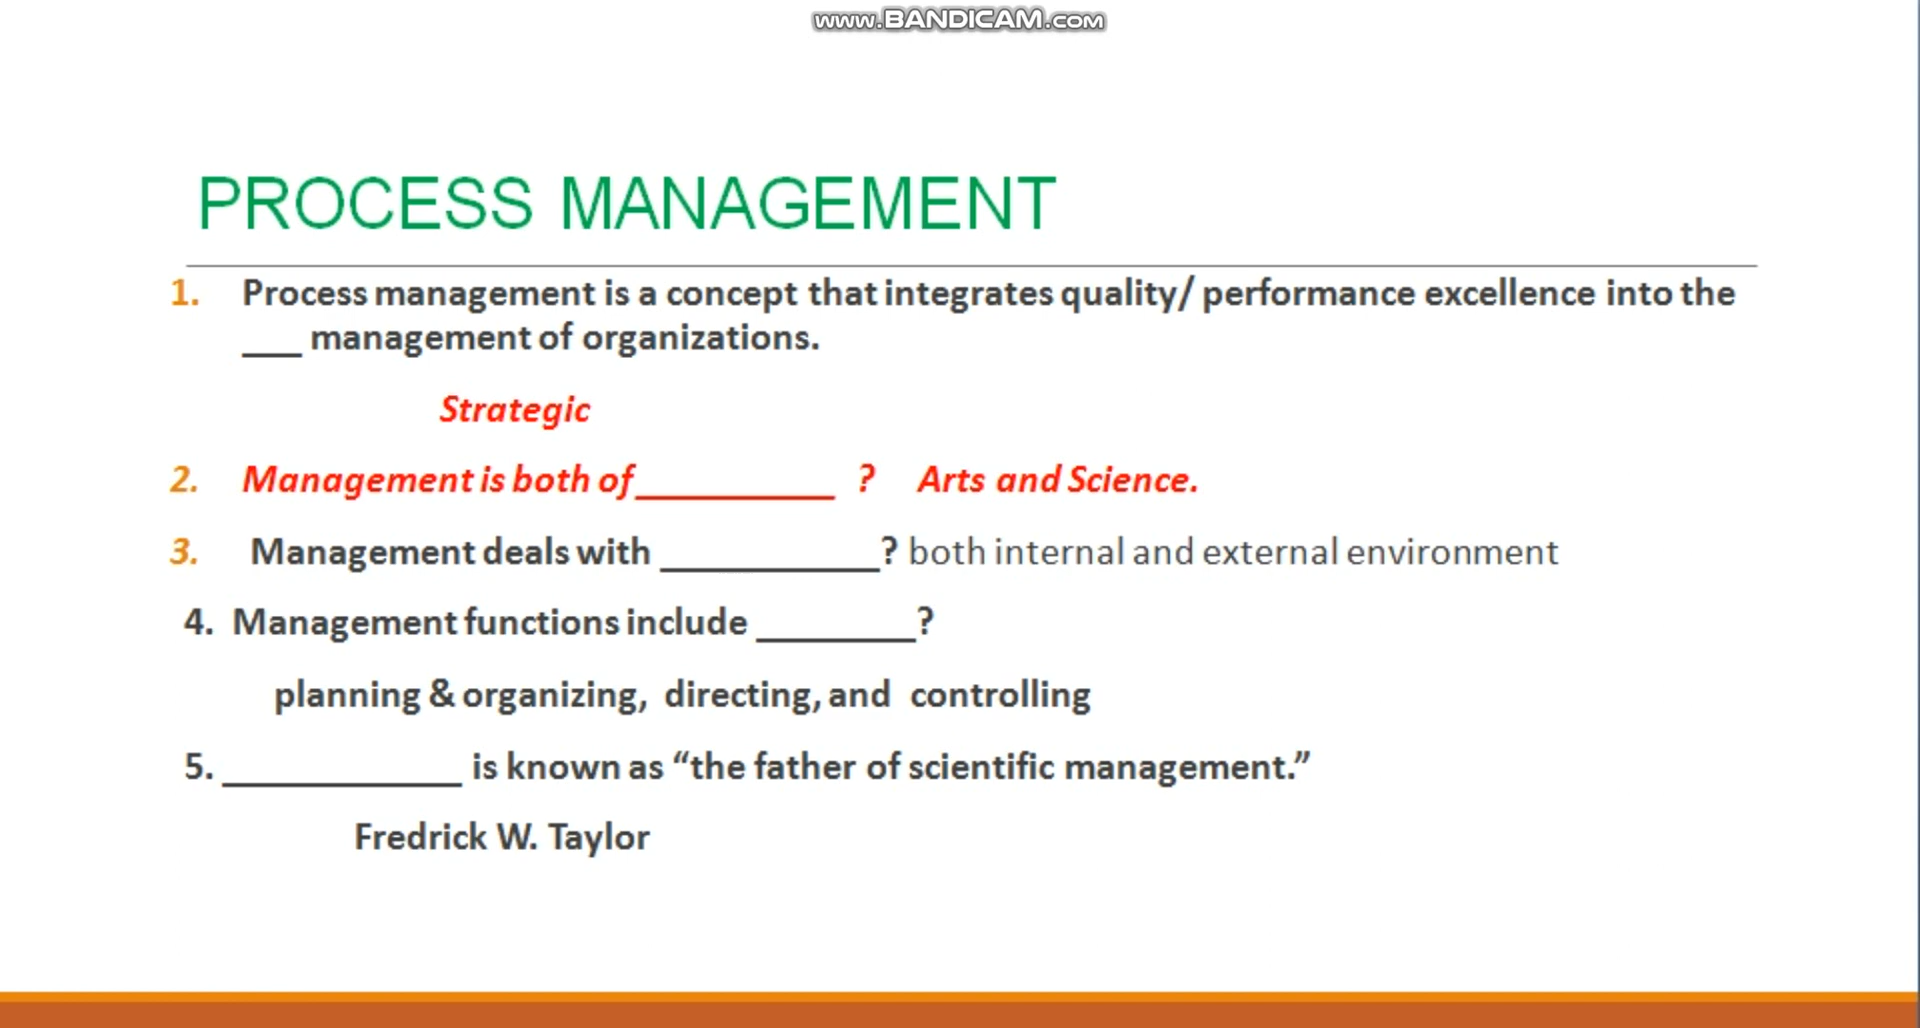 www.BANDICAM.com
PROCESS MANAGEMENT
1. Process management is a concept that integrates quality/ performance excellence into the
___ management of organizations.
Strategic
2. Management is both of__________ ? Arts and Science.
3. Management deals with ___________? both internal and external environment
4. Management functions include ________?
planning & organizing, directing, and controlling
5. ____________ is known as “the father of scientific management.”
Fredrick W. Taylor